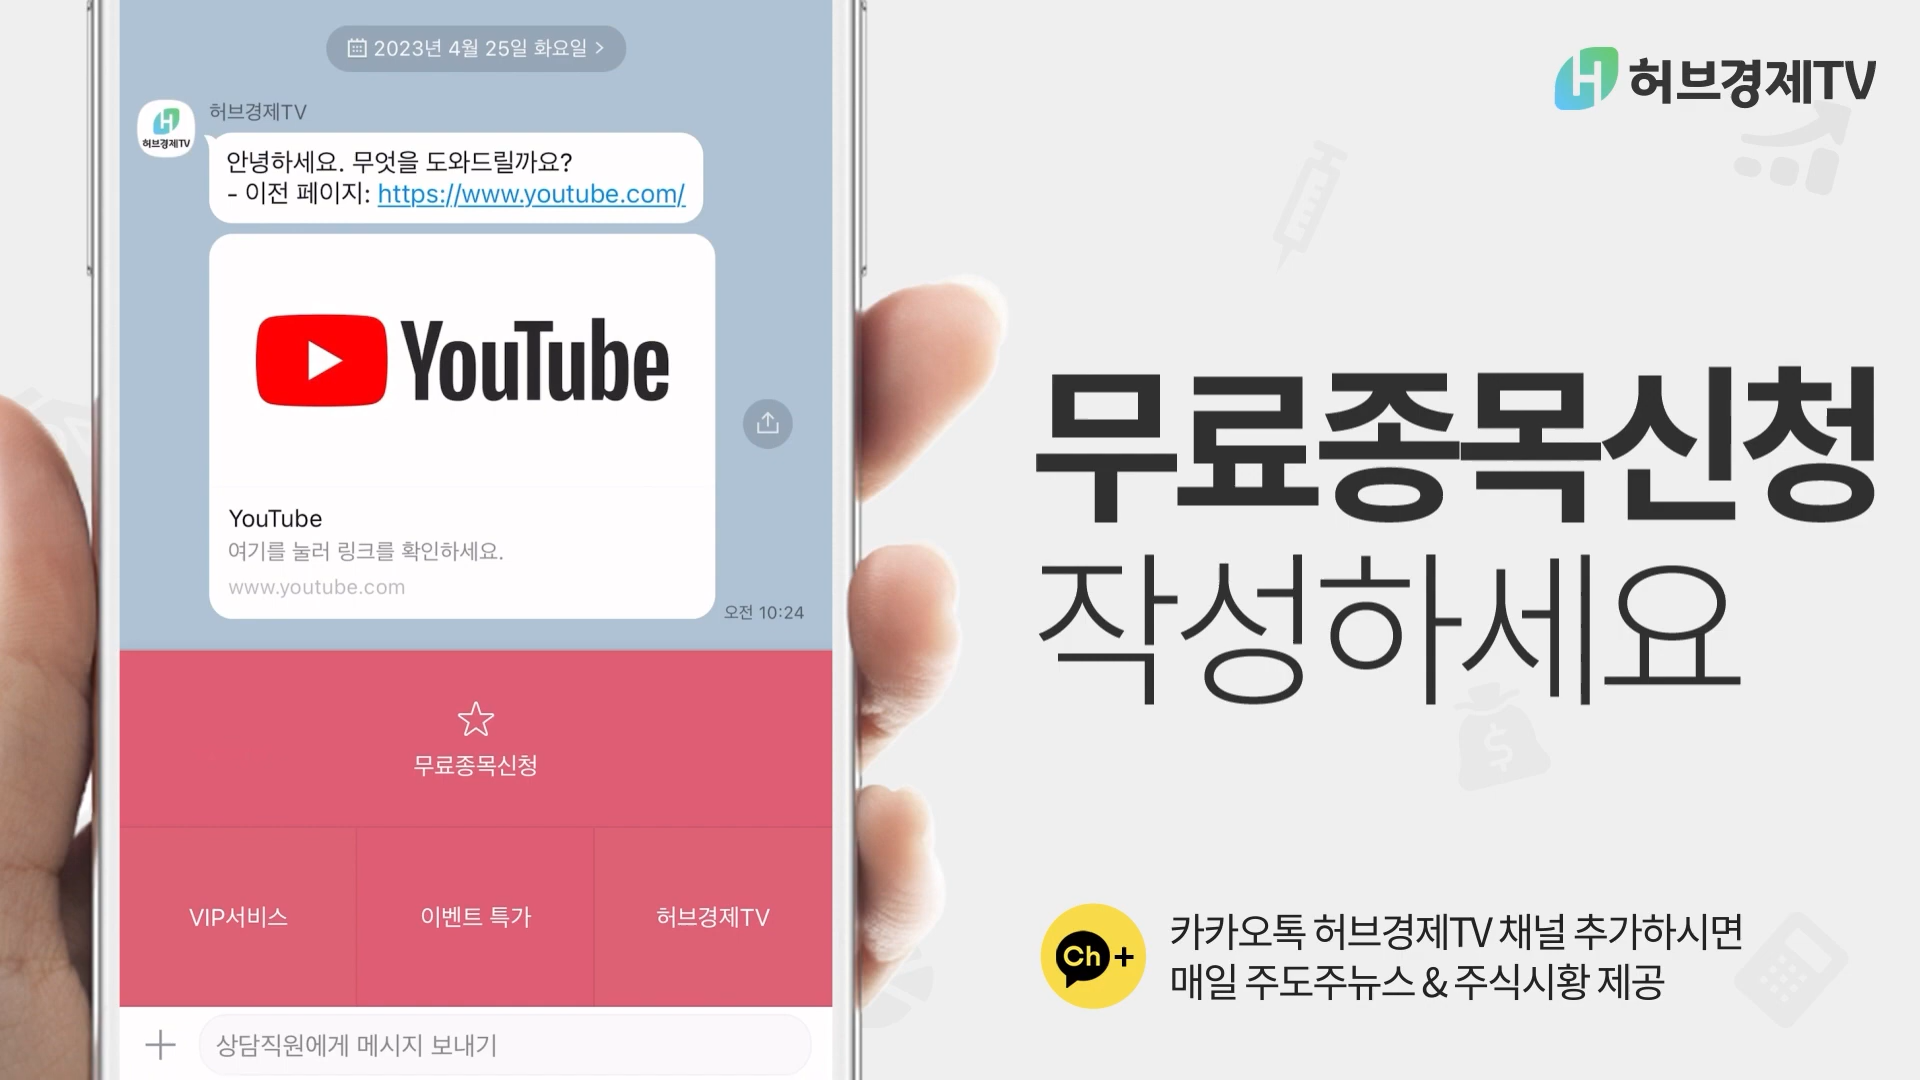 2023년 4월 25일 화요일 >
허브경제TV
허브경제TV
안녕하세요. 무엇을 도와드릴까요?
- 이전 페이지: https://www.youtube.com/
YouTube
YouTube
여기를 눌러 링크를 확인하세요.
www.youtube.com
오전 10:24
무료종목신청
VIP서비스
이벤트 특가
허브경제TV
상담직원에게 메시지 보내기
허브경제TV
무료종목신청
작성하세요
Ch+
카카오톡 허브경제TV 채널 추가하시면
매일 주도주뉴스 & 주식시황 제공